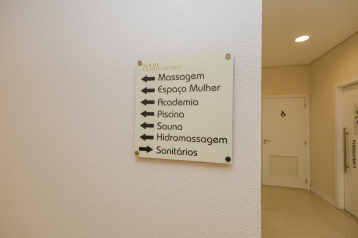 Massagem
Espaço Mulher
Academia
Piscina
Sauna
Hidromassagem
Sanitários